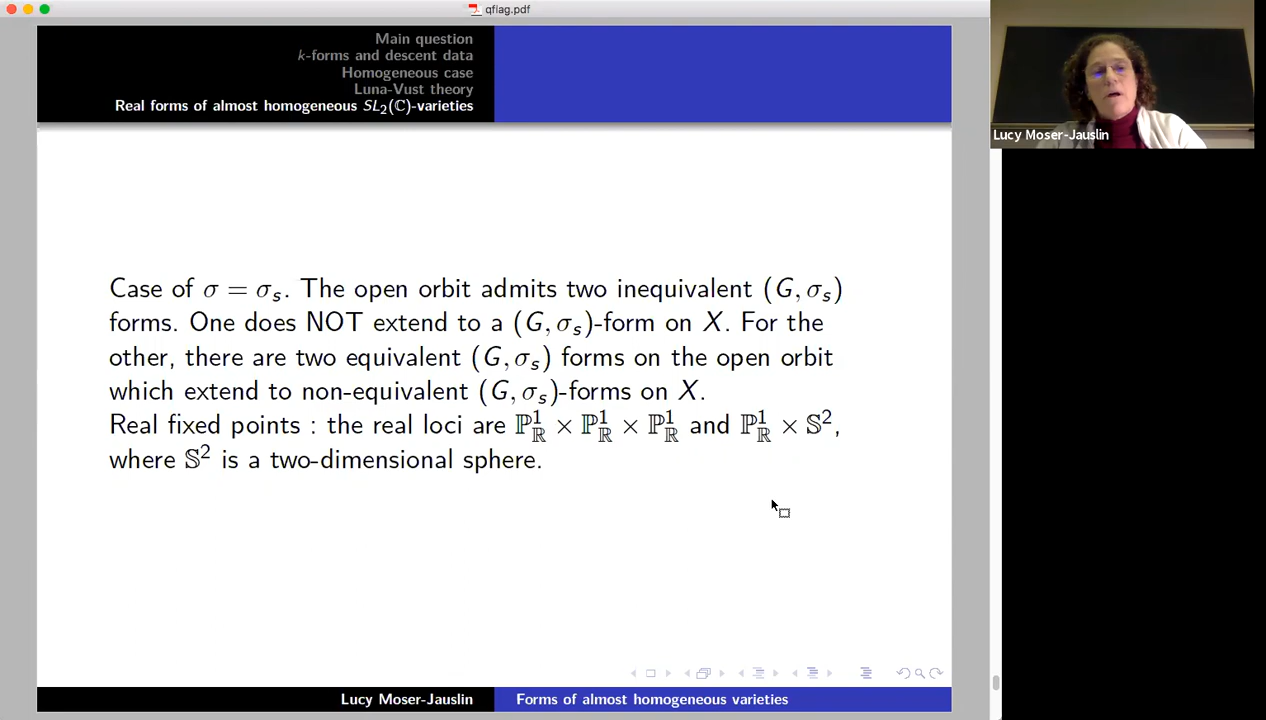 qflag.pdf
Main question
k-forms and descent data
Homogeneous case
Luna-Vust theory
Real forms of almost homogeneous SL₂(ℂ)-varieties
Lucy Moser-Jauslin
Case of σ = σₛ. The open orbit admits two inequivalent (G, σₛ)
forms. One does NOT extend to a (G, σₛ)-form on X. For the
other, there are two equivalent (G, σₛ) forms on the open orbit
which extend to non-equivalent (G, σₛ)-forms on X.
Real fixed points : the real loci are ℙ¹_ℝ × ℙ¹_ℝ × ℙ¹_ℝ and ℙ¹_ℝ × 𝕊²,
where 𝕊² is a two-dimensional sphere.
Lucy Moser-Jauslin
Forms of almost homogeneous varieties